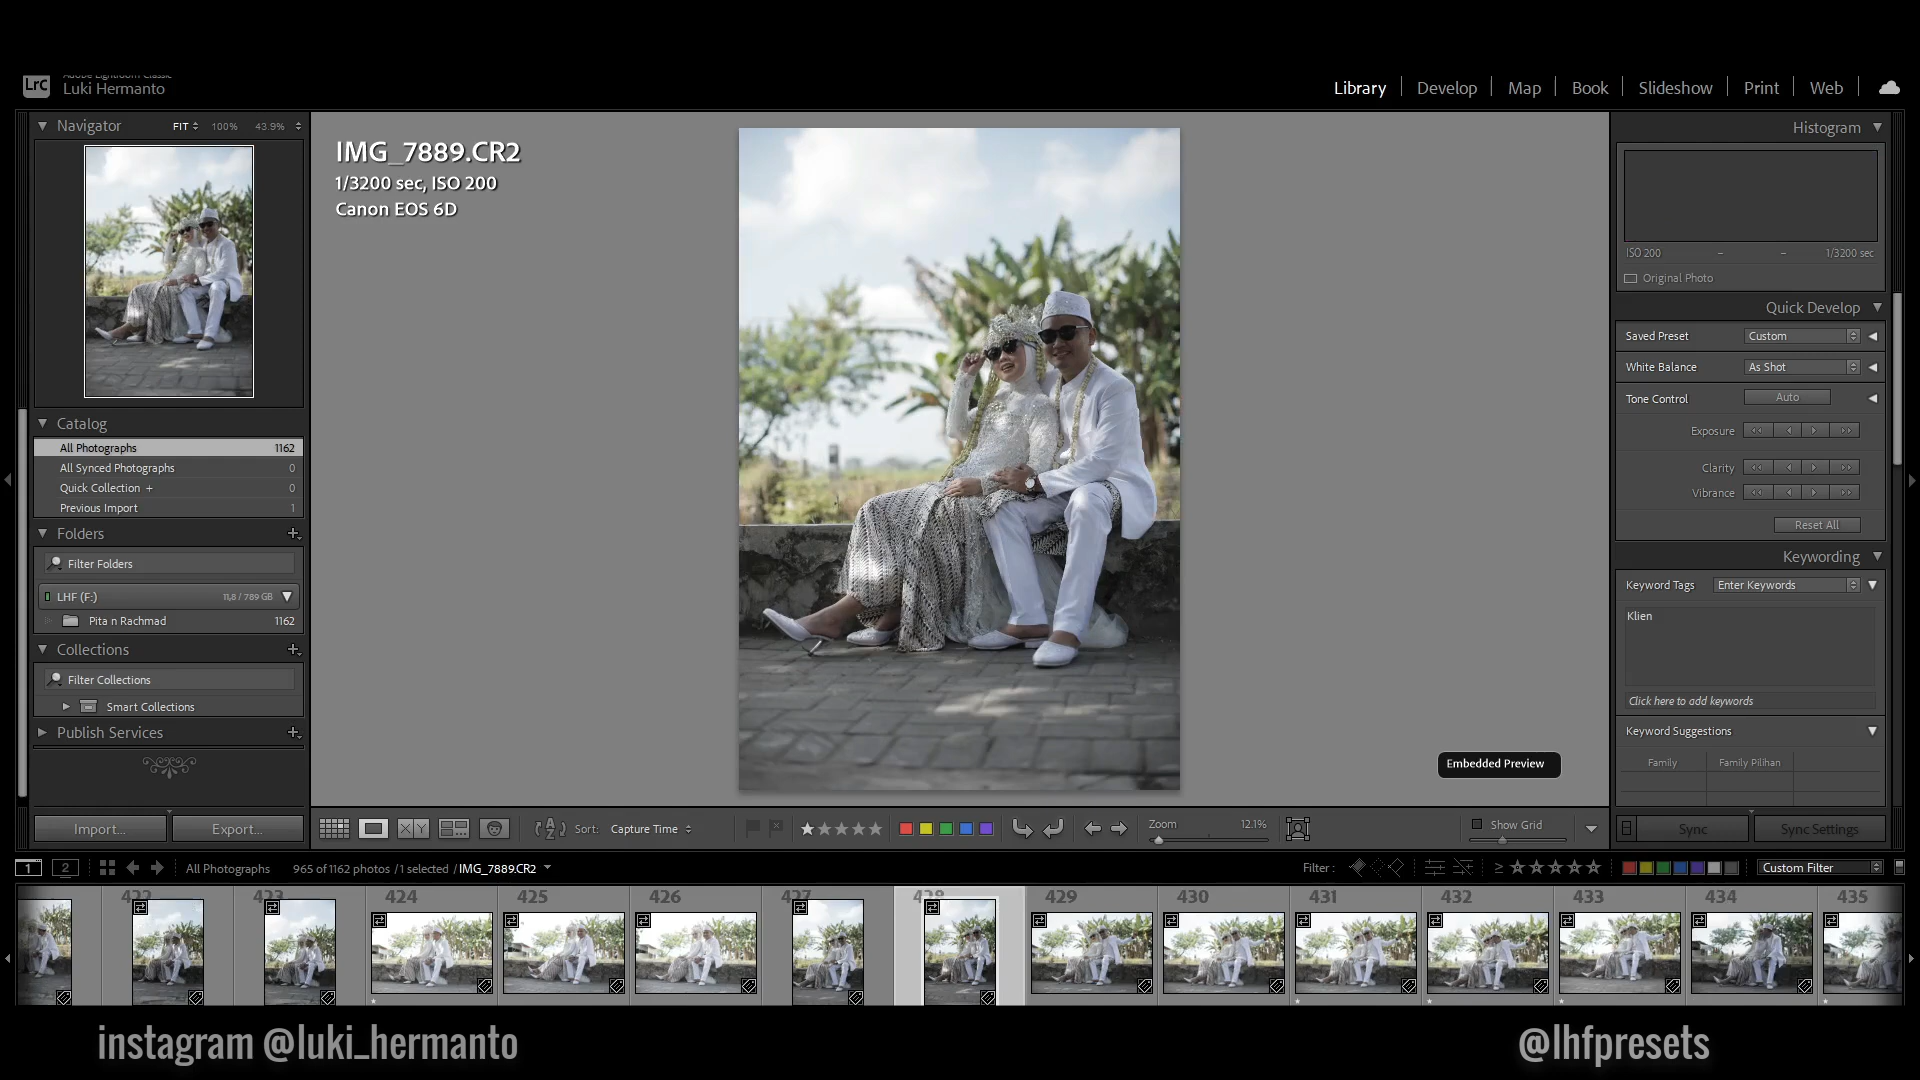 LrC
Adobe Lightroom Classic
Luki Hermanto
Library
Develop
Map
Book
Slideshow
Print
Web
Navigator
FIT
100%
43.9%
Catalog
All Photographs 1162
All Synced Photographs 0
Quick Collection + 0
Previous Import 1
Folders
Filter Folders
LHF (F:) 11,8 / 789 GB
Pita n Rachmad 1162
Collections
Filter Collections
Smart Collections
Publish Services
Import...
Export...
IMG_7889.CR2
1/3200 sec, ISO 200
Canon EOS 6D
Embedded Preview
Histogram
ISO 200 – – 1/3200 sec
Original Photo
Quick Develop
Saved Preset Custom
White Balance As Shot
Tone Control Auto
Exposure
Clarity
Vibrance
Reset All
Keywording
Keyword Tags Enter Keywords
Klien
Click here to add keywords
Keyword Suggestions
Family Family Pilihan
Sync
Sync Settings
X Y
A Z
Sort: Capture Time
Zoom 12.1%
Show Grid
1
2
All Photographs
965 of 1162 photos / 1 selected / IMG_7889.CR2
Filter :
≥
Custom Filter
422
423
424
425
426
427
428
429
430
431
432
433
434
435
instagram @luki_hermanto
@lhfpresets